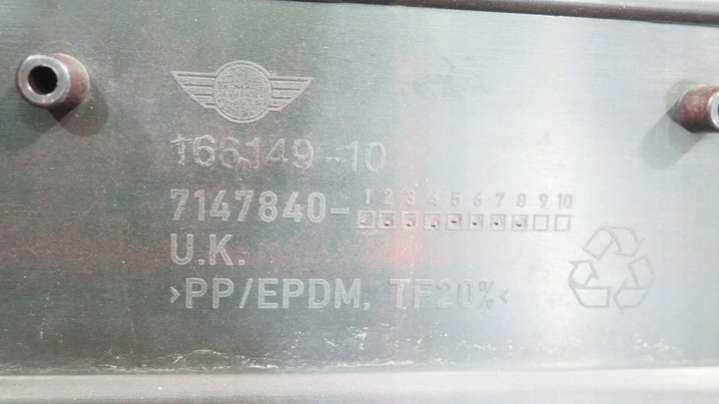 166149-10
1 2 3 4 5 6 7 8 9 10
7147840-
U.K.
>PP/EPDM, TF20%<